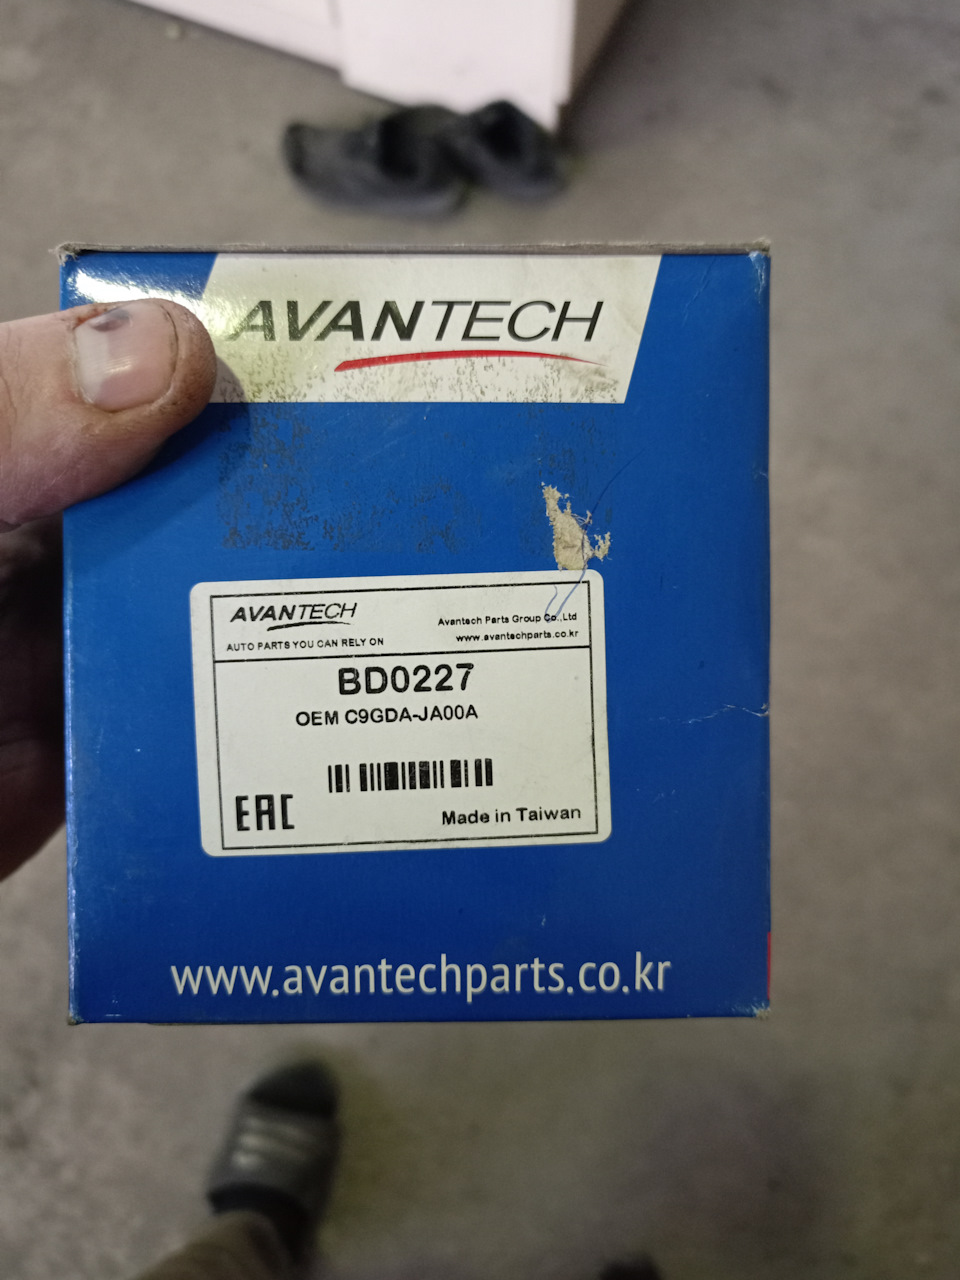 AVANTECH
AVANTECH
AUTO PARTS YOU CAN RELY ON
Avantech Parts Group Co.,Ltd
www.avantechparts.co.kr
BD0227
OEM C9GDA-JA00A
EAC
Made in Taiwan
www.avantechparts.co.kr